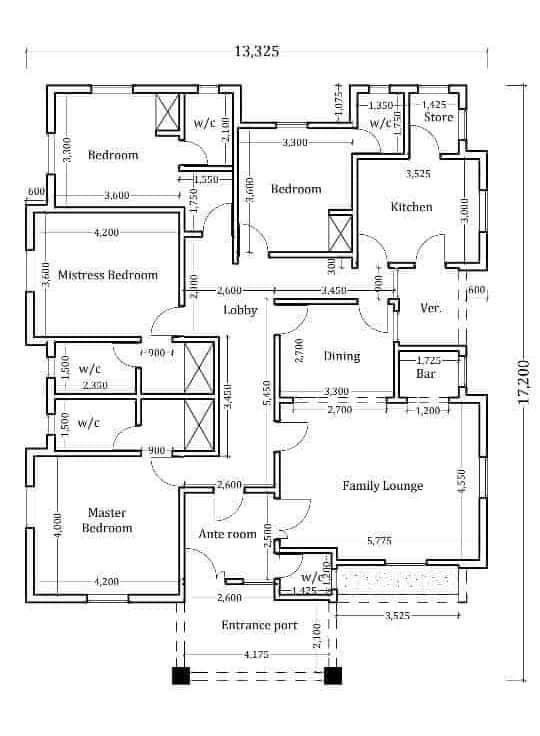 13,325
1,075
1,350
1,425
Store
w/c
w/c
1,750
2,100
3,300
3,300
Bedroom
1,550
3,525
600
3,600
1,750
3,600
Bedroom
Kitchen
3,000
4,200
3,600
Mistress Bedroom
2,100
300
900
600
2,600
3,450
Lobby
Ver.
900
2,700
Dining
1,725
Bar
1,500
w/c
2,350
3,450
5,450
3,300
2,700
1,200
17,200
1,500
w/c
900
2,600
Family Lounge
4,550
Master
Bedroom
4,000
Ante room
2,500
5,775
4,200
w/c
1,200
1,425
2,600
3,525
Entrance port
2,100
4,175